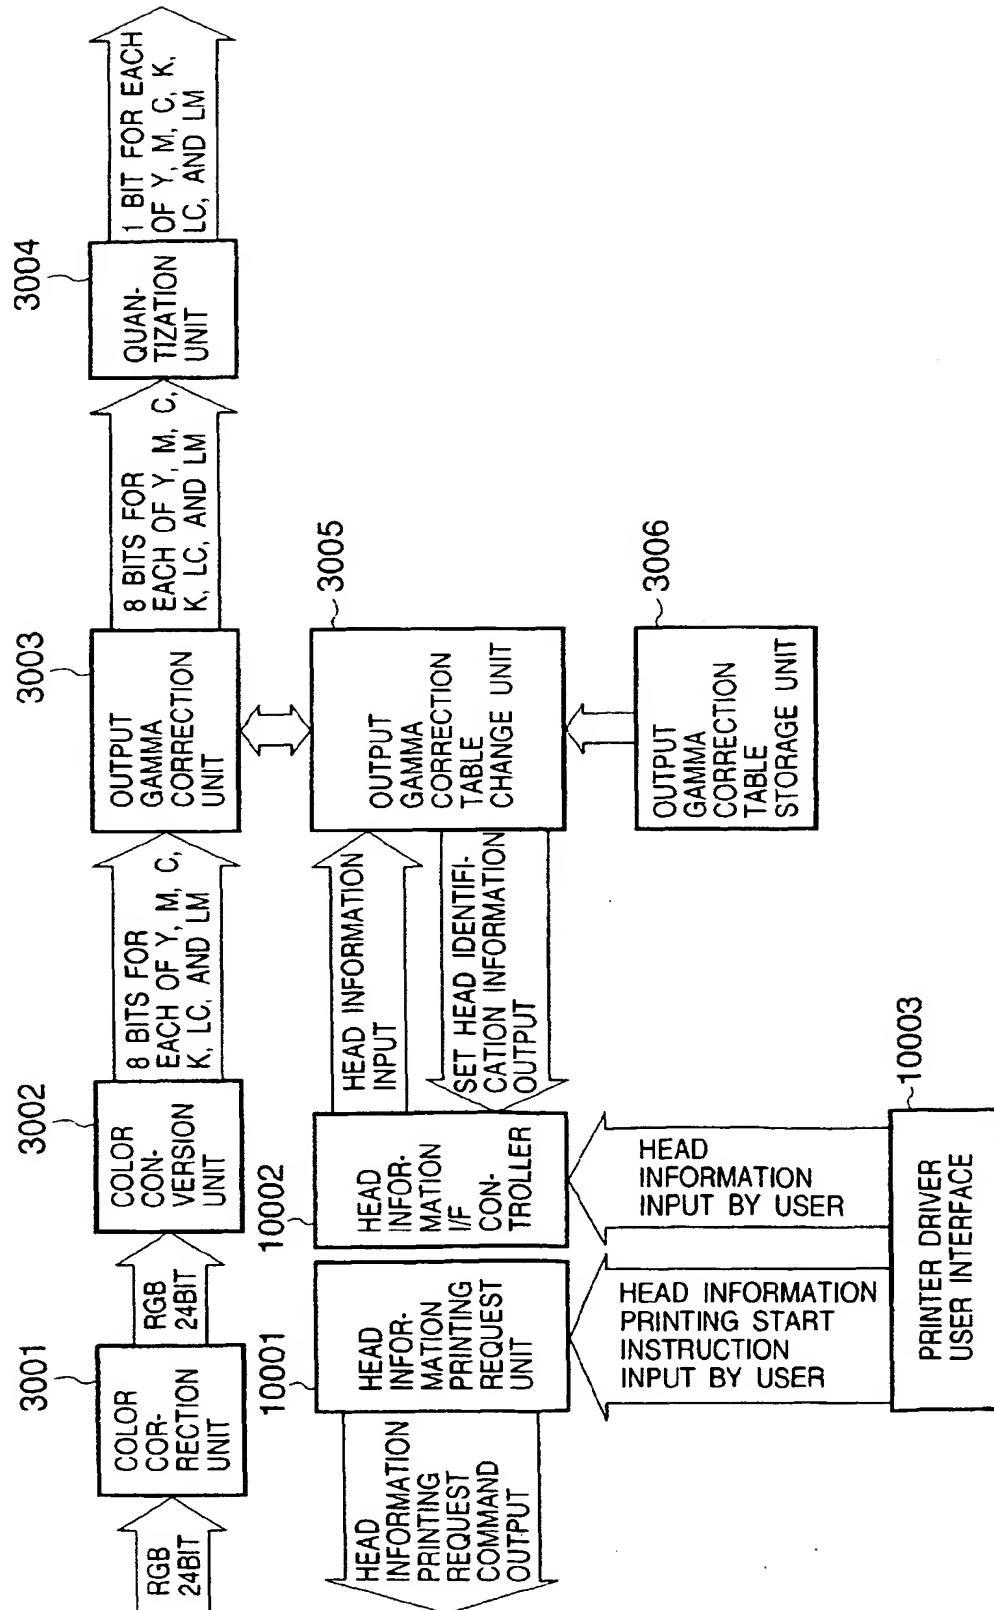 RGB
24BIT
3001
COLOR
COR-
RECTION
UNIT
RGB
24BIT
3002
COLOR
CON-
VERSION
UNIT
8 BITS FOR
EACH OF Y, M, C,
K, LC, AND LM
3003
OUTPUT
GAMMA
CORRECTION
UNIT
8 BITS FOR
EACH OF Y, M, C,
K, LC, AND LM
3004
QUAN-
TIZATION
UNIT
1 BIT FOR EACH
OF Y, M, C, K,
LC, AND LM
HEAD
INFORMATION
PRINTING
REQUEST
COMMAND
OUTPUT
10001
HEAD
INFOR-
MATION
PRINTING
REQUEST
UNIT
10002
HEAD
INFOR-
MATION
I/F
CON-
TROLLER
HEAD INFORMATION
INPUT
SET HEAD IDENTIFI-
CATION INFORMATION
OUTPUT
3005
OUTPUT
GAMMA
CORRECTION
TABLE
CHANGE UNIT
3006
OUTPUT
GAMMA
CORRECTION
TABLE
STORAGE UNIT
HEAD INFORMATION
PRINTING START
INSTRUCTION
INPUT BY USER
HEAD
INFORMATION
INPUT BY USER
10003
PRINTER DRIVER
USER INTERFACE